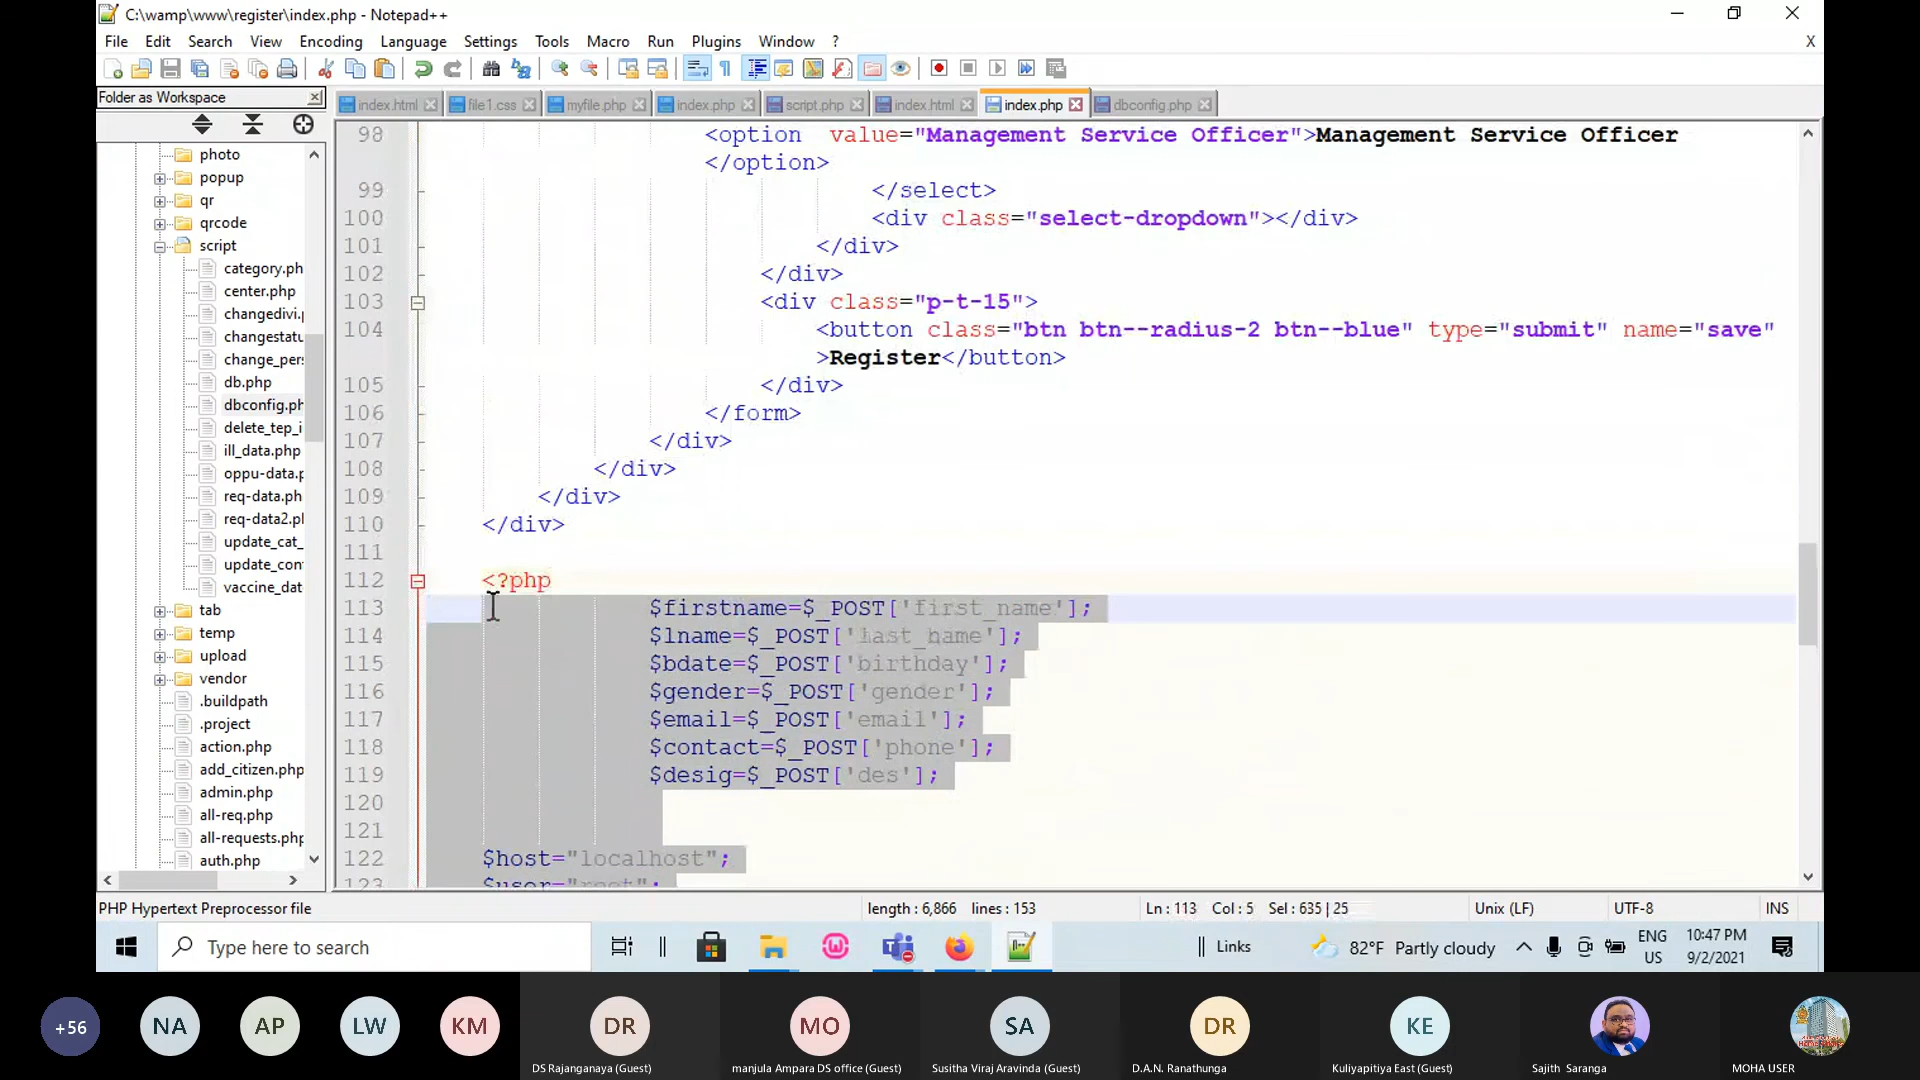 C:\wamp\www\register\index.php - Notepad++
File Edit Search View Encoding Language Settings Tools Macro Run Plugins Window ? X
Folder as Workspace
index.html file1.css myfile.php index.php script.php index.html index.php dbconfig.php
photo
popup
qr
qrcode
script
category.ph
center.php
changedivi.p
changestatu
change_pers
db.php
dbconfig.ph
delete_tep_i
ill_data.php
oppu-data.p
req-data.ph
req-data2.pl
update_cat_
update_con
vaccine_dat
tab
temp
upload
vendor
.buildpath
.project
action.php
add_citizen.php
admin.php
all-req.php
all-requests.php
auth.php
98 <option value="Management Service Officer">Management Service Officer
</option>
99 </select>
100 <div class="select-dropdown"></div>
101 </div>
102 </div>
103 <div class="p-t-15">
104 <button class="btn btn--radius-2 btn--blue" type="submit" name="save"
>Register</button>
105 </div>
106 </form>
107 </div>
108 </div>
109 </div>
110 </div>
111
112 <?php
113 $firstname=$_POST['first_name'];
114 $lname=$_POST['last_name'];
115 $bdate=$_POST['birthday'];
116 $gender=$_POST['gender'];
117 $email=$_POST['email'];
118 $contact=$_POST['phone'];
119 $desig=$_POST['des'];
120
121
122 $host="localhost";
123 $user="root";
PHP Hypertext Preprocessor file length : 6,866 lines : 153 Ln : 113 Col : 5 Sel : 635 | 25 Unix (LF) UTF-8 INS
Type here to search Links 82°F Partly cloudy ENG US 10:47 PM 9/2/2021
+56 NA AP LW KM DR MO SA DR KE
DS Rajanganaya (Guest) manjula Ampara DS office (Guest) Susitha Viraj Aravinda (Guest) D.A.N. Ranathunga Kuliyapitiya East (Guest) Sajith Saranga MOHA USER